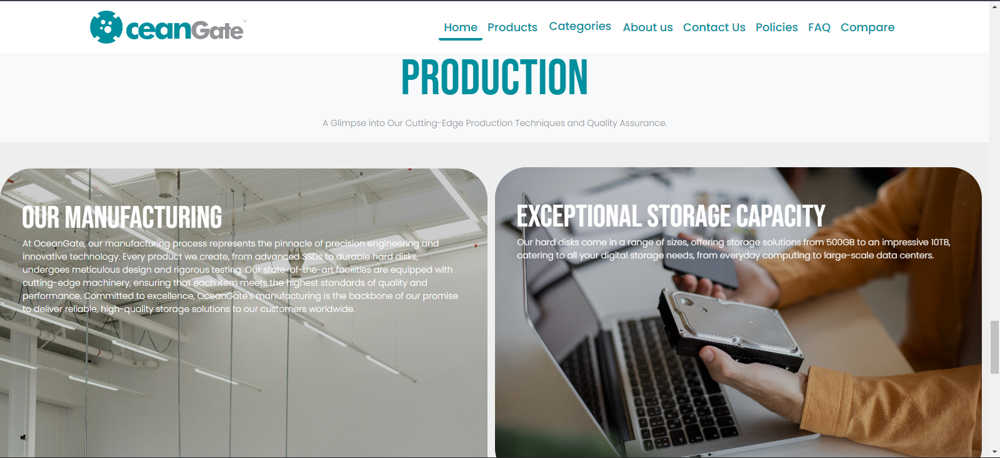 ceanGate™
Home Products Categories About us Contact Us Policies FAQ Compare
PRODUCTION
A Glimpse into Our Cutting-Edge Production Techniques and Quality Assurance.
OUR MANUFACTURING
At OceanGate, our manufacturing process represents the pinnacle of precision engineering and
innovative technology. Every product we create, from advanced SSDs to durable hard disks,
undergoes meticulous design and rigorous testing. Our state-of-the-art facilities are equipped with
cutting-edge machinery, ensuring that each item meets the highest standards of quality and
performance. Committed to excellence, OceanGate's manufacturing is the backbone of our promise
to deliver reliable, high-quality storage solutions to our customers worldwide.
EXCEPTIONAL STORAGE CAPACITY
Our hard disks come in a range of sizes, offering storage solutions from 500GB to an impressive 10TB,
catering to all your digital storage needs, from everyday computing to large-scale data centers.